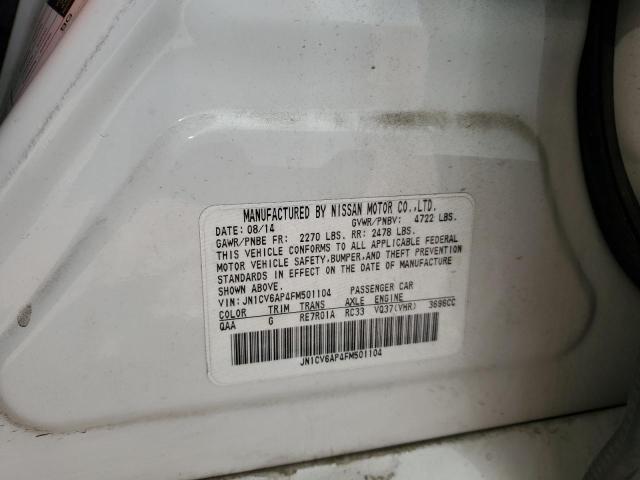 MANUFACTURED BY NISSAN MOTOR CO.,LTD.
DATE: 08/14 GVWR/PNBV: 4722 LBS.
GAWR/PNBE FR: 2270 LBS. RR: 2478 LBS.
THIS VEHICLE CONFORMS TO ALL APPLICABLE FEDERAL
MOTOR VEHICLE SAFETY,BUMPER,AND THEFT PREVENTION
STANDARDS IN EFFECT ON THE DATE OF MANUFACTURE
SHOWN ABOVE.
VIN: JN1CV6AP4FM501104 PASSENGER CAR
COLOR TRIM TRANS AXLE ENGINE
QAA G RE7R01A RC33 VQ37(VHR) 3696CC
JN1CV6AP4FM501104